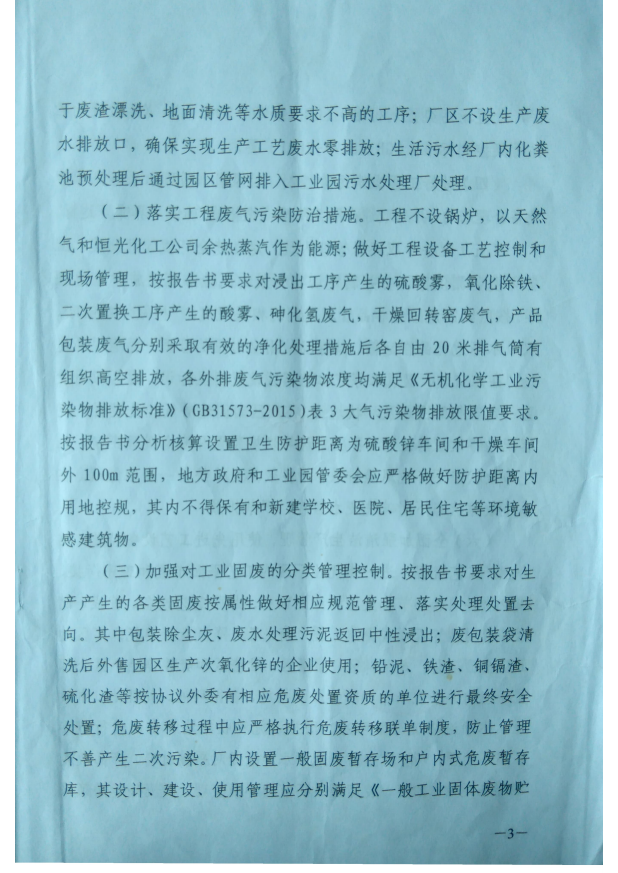 于废渣漂洗、地面清洗等水质要求不高的工序；厂区不设生产废
水排放口，确保实现生产工艺废水零排放；生活污水经厂内化粪
池预处理后通过园区管网排入工业园污水处理厂处理。
（二）落实工程废气污染防治措施。工程不设锅炉，以天然
气和恒光化工公司余热蒸汽作为能源；做好工程设备工艺控制和
现场管理，按报告书要求对浸出工序产生的硫酸雾，氧化除铁、
二次置换工序产生的酸雾、砷化氢废气，干燥回转窑废气，产品
包装废气分别采取有效的净化处理措施后各自由 20 米排气筒有
组织高空排放，各外排废气污染物浓度均满足《无机化学工业污
染物排放标准》（GB31573-2015）表 3 大气污染物排放限值要求。
按报告书分析核算设置卫生防护距离为硫酸锌车间和干燥车间
外 100m 范围，地方政府和工业园管委会应严格做好防护距离内
用地控规，其内不得保有和新建学校、医院、居民住宅等环境敏
感建筑物。
（三）加强对工业固废的分类管理控制。按报告书要求对生
产产生的各类固废按属性做好相应规范管理、落实处理处置去
向。其中包装除尘灰、废水处理污泥返回中性浸出；废包装袋清
洗后外售园区生产次氧化锌的企业使用；铅泥、铁渣、铜镉渣、
硫化渣等按协议外委有相应危废处置资质的单位进行最终安全
处置；危废转移过程中应严格执行危废转移联单制度，防止管理
不善产生二次污染。厂内设置一般固废暂存场和户内式危废暂存
库，其设计、建设、使用管理应分别满足《一般工业固体废物贮
—3—